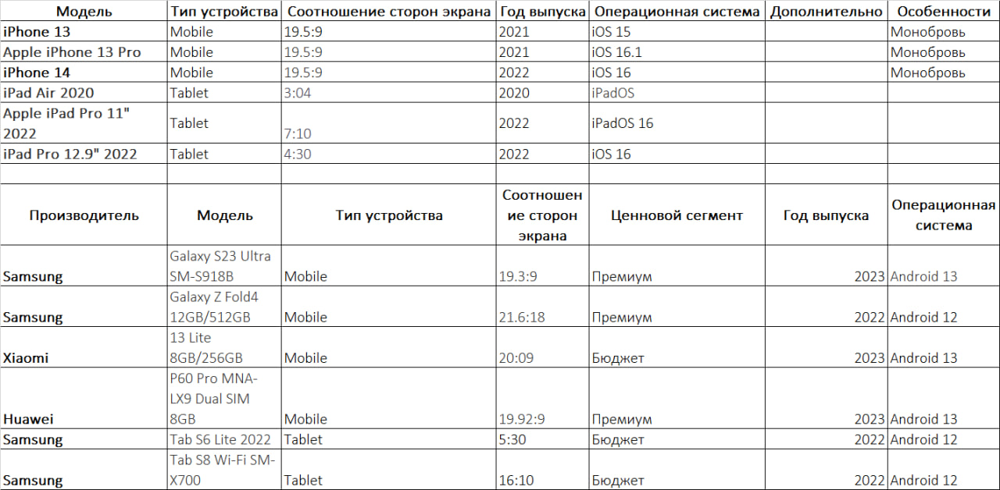 Модель Тип устройства Соотношение сторон экрана Год выпуска Операционная система Дополнительно Особенности
iPhone 13 Mobile 19.5:9 2021 iOS 15 Монобровь
Apple iPhone 13 Pro Mobile 19.5:9 2021 iOS 16.1 Монобровь
iPhone 14 Mobile 19.5:9 2022 iOS 16 Монобровь
iPad Air 2020 Tablet 3:04 2020 iPadOS
Apple iPad Pro 11"
2022 Tablet 7:10 2022 iPadOS 16
iPad Pro 12.9" 2022 Tablet 4:30 2022 iOS 16
Производитель Модель Тип устройства Соотношен
ие сторон
экрана Ценновой сегмент Год выпуска Операционная
система
Samsung Galaxy S23 Ultra
SM-S918B Mobile 19.3:9 Премиум 2023 Android 13
Samsung Galaxy Z Fold4
12GB/512GB Mobile 21.6:18 Премиум 2022 Android 12
Xiaomi 13 Lite
8GB/256GB Mobile 20:09 Бюджет 2023 Android 13
Huawei P60 Pro MNA-
LX9 Dual SIM
8GB Mobile 19.92:9 Премиум 2023 Android 13
Samsung Tab S6 Lite 2022 Tablet 5:30 Бюджет 2022 Android 12
Samsung Tab S8 Wi-Fi SM-
X700 Tablet 16:10 Бюджет 2022 Android 12